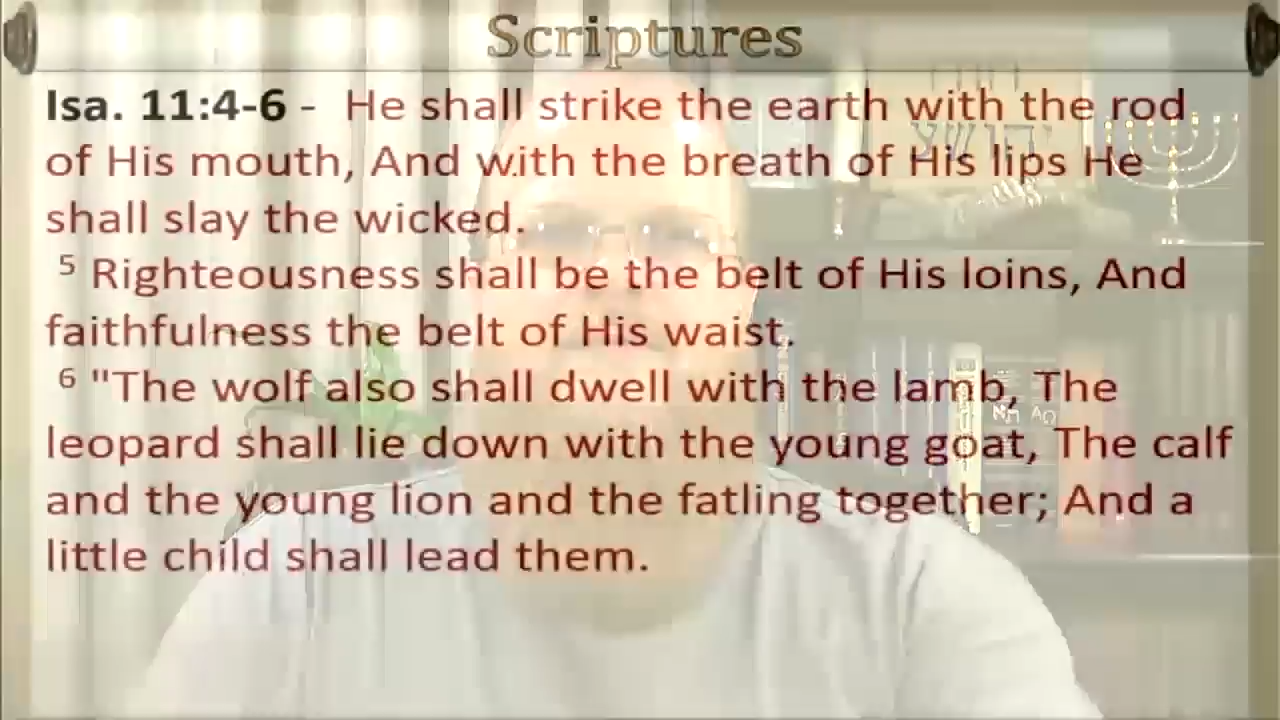 Scriptures
Isa. 11:4-6 - He shall strike the earth with the rod
of His mouth, And with the breath of His lips He
shall slay the wicked.
5 Righteousness shall be the belt of His loins, And
faithfulness the belt of His waist.
6 "The wolf also shall dwell with the lamb, The
leopard shall lie down with the young goat, The calf
and the young lion and the fatling together; And a
little child shall lead them.